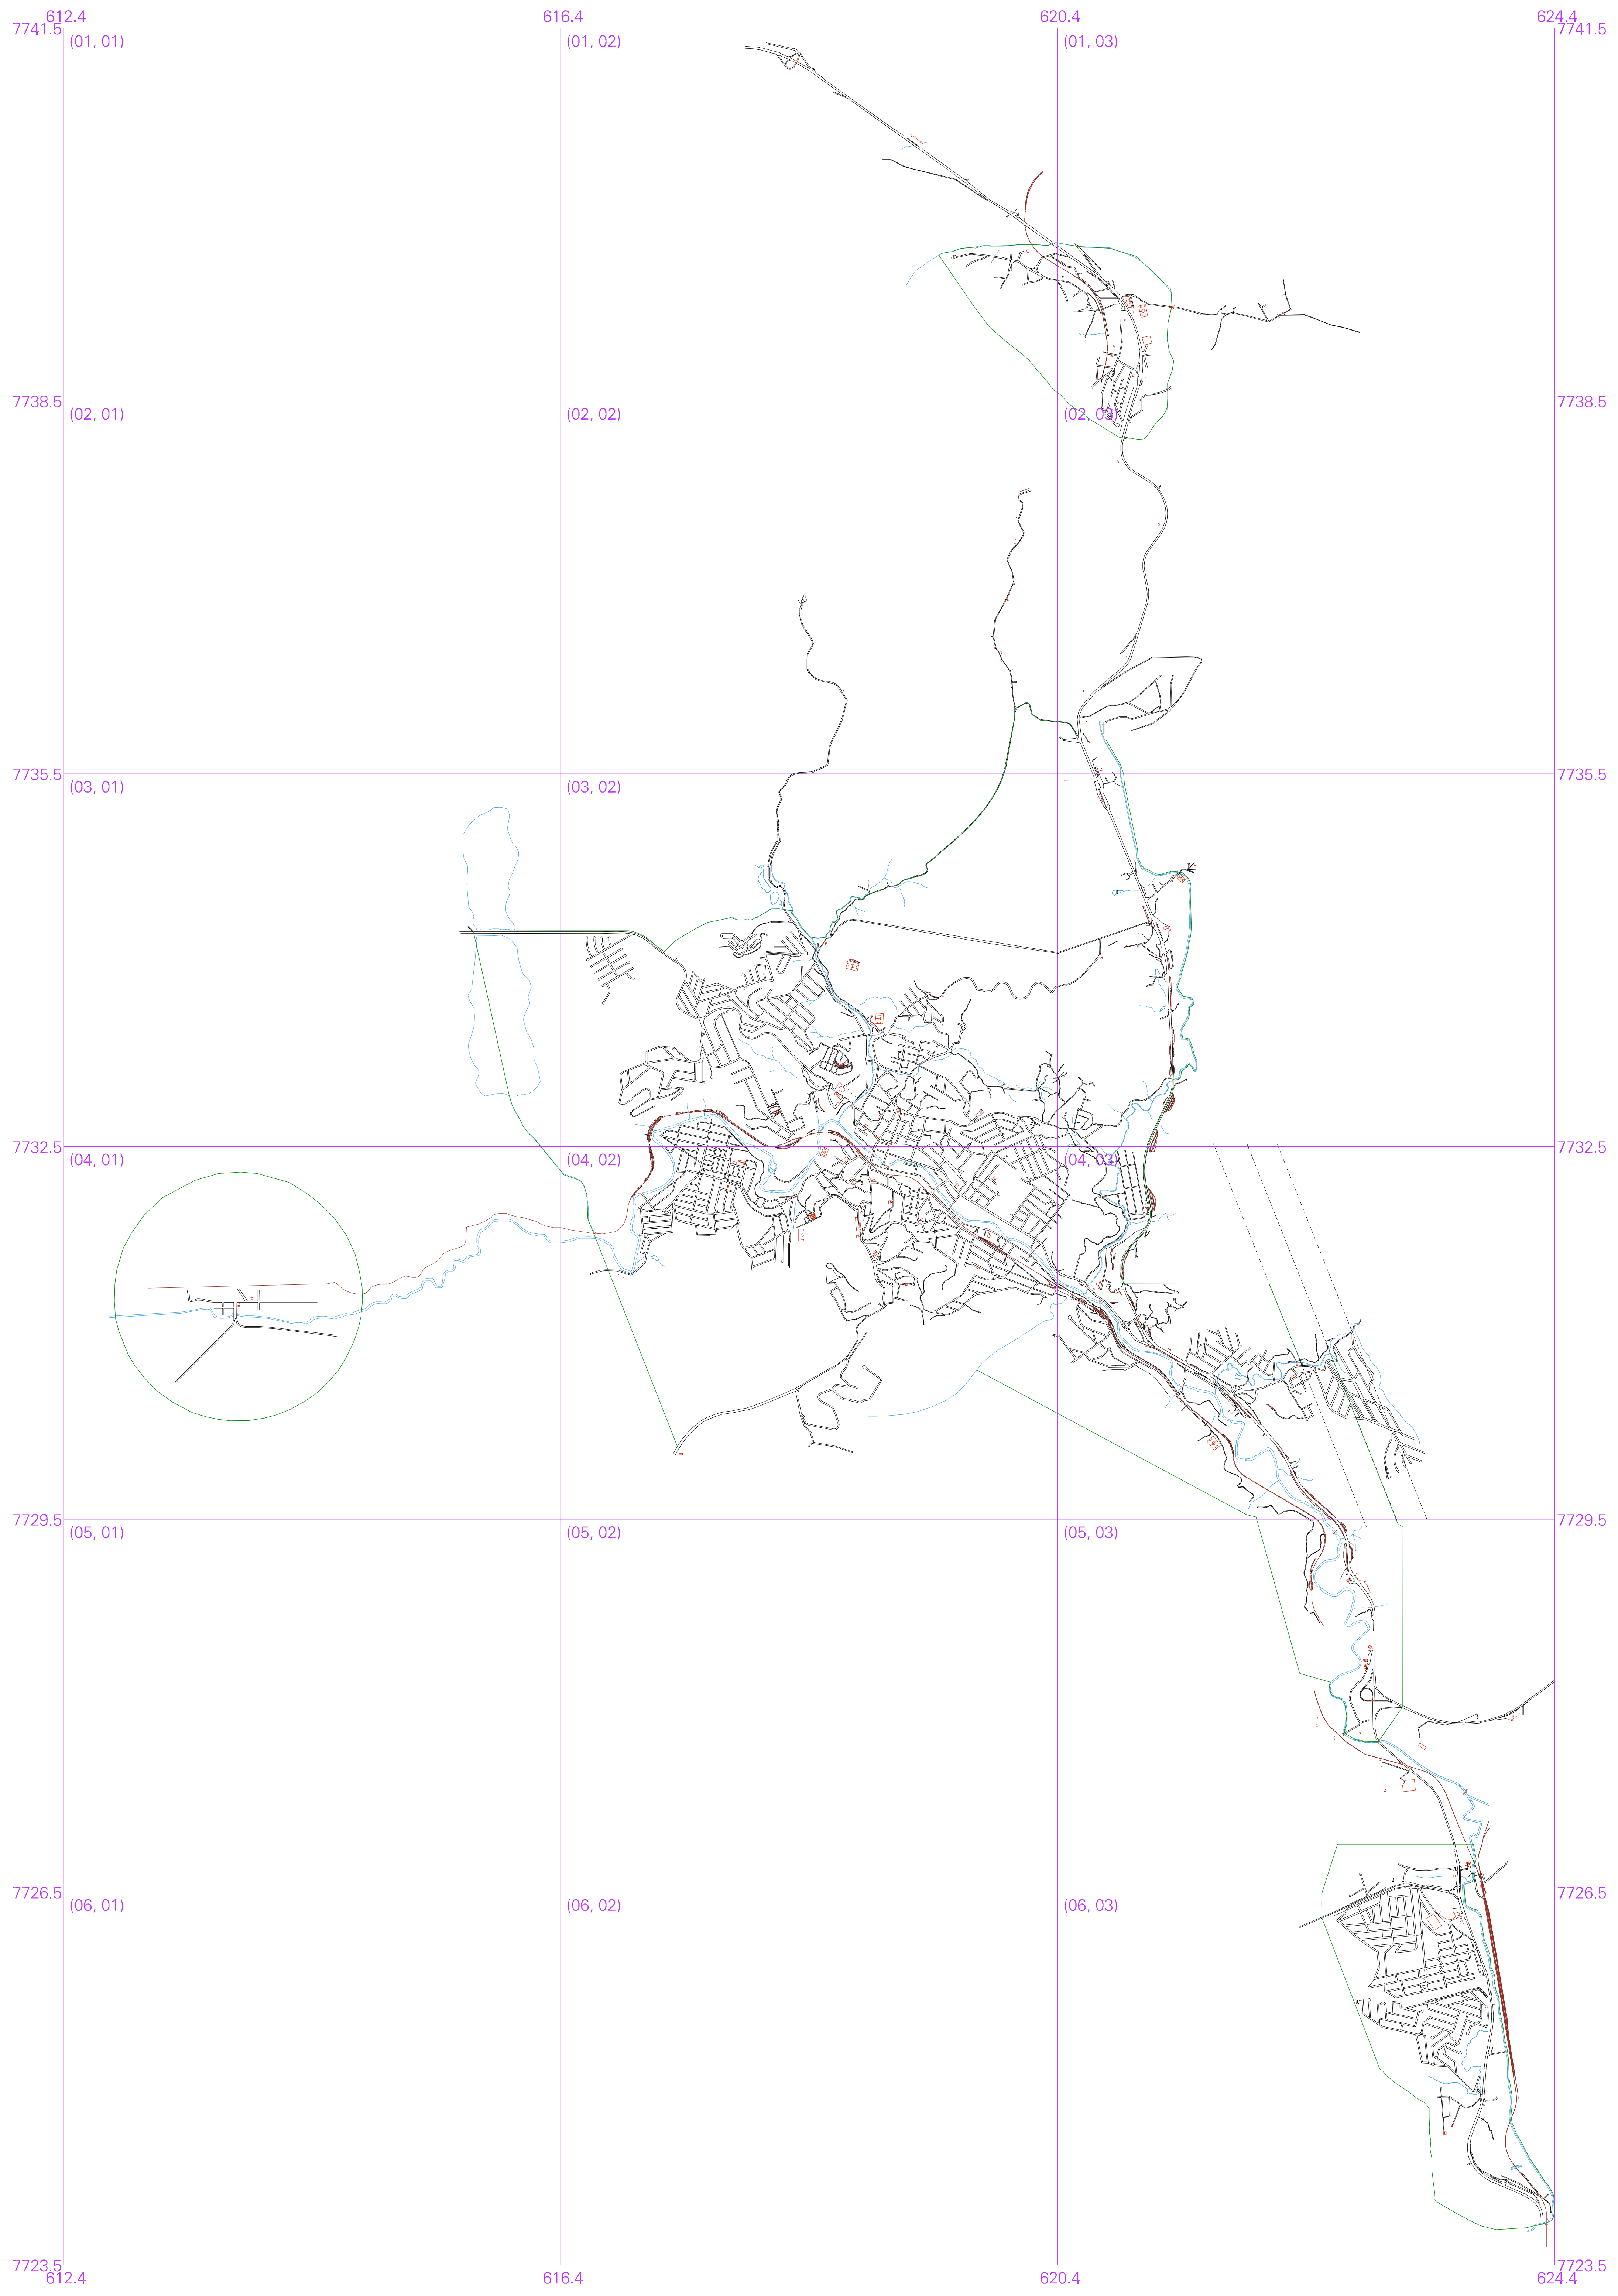 612.4 616.4 620.4 624.4
7741.5 7741.5
(01, 01) (01, 02) (01, 03)
7738.5 7738.5
(02, 01) (02, 02) (02, 03)
7735.5 7735.5
(03, 01) (03, 02)
7732.5 7732.5
(04, 01) (04, 02) (04, 03)
7729.5 7729.5
(05, 01) (05, 02) (05, 03)
7726.5 7726.5
(06, 01) (06, 02) (06, 03)
7723.5 7723.5
612.4 616.4 620.4 624.4